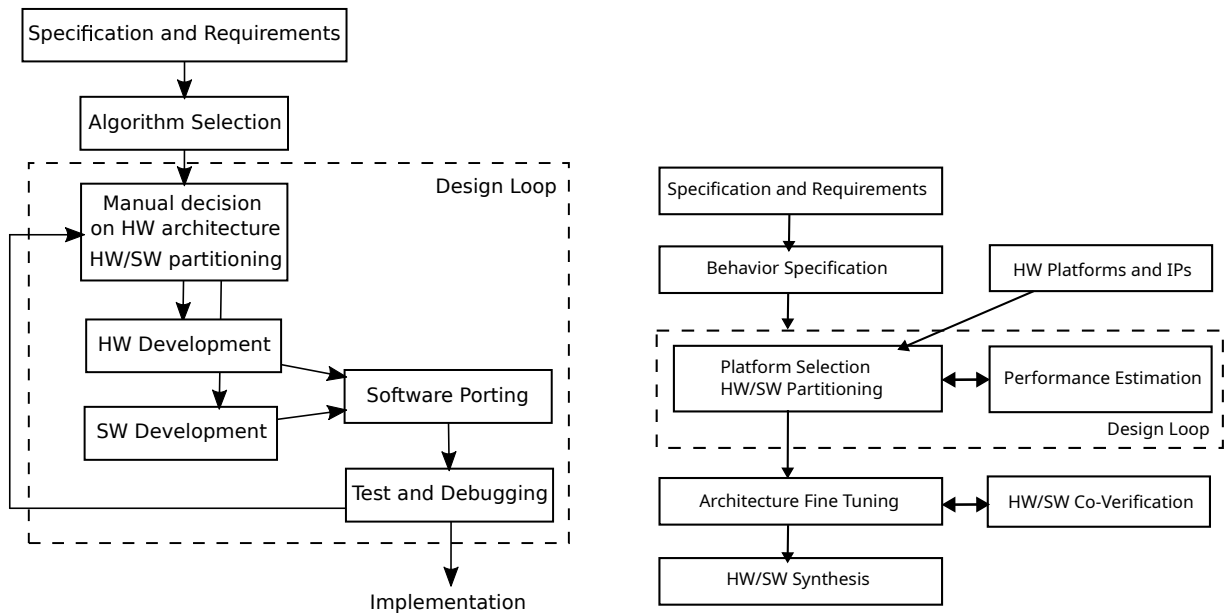 Specification and Requirements
Algorithm Selection
Design Loop
Manual decision
on HW architecture
HW/SW partitioning
HW Development
SW Development
Software Porting
Test and Debugging
Implementation
Specification and Requirements
Behavior Specification
HW Platforms and IPs
Platform Selection
HW/SW Partitioning
Performance Estimation
Design Loop
Architecture Fine Tuning
HW/SW Co-Verification
HW/SW Synthesis